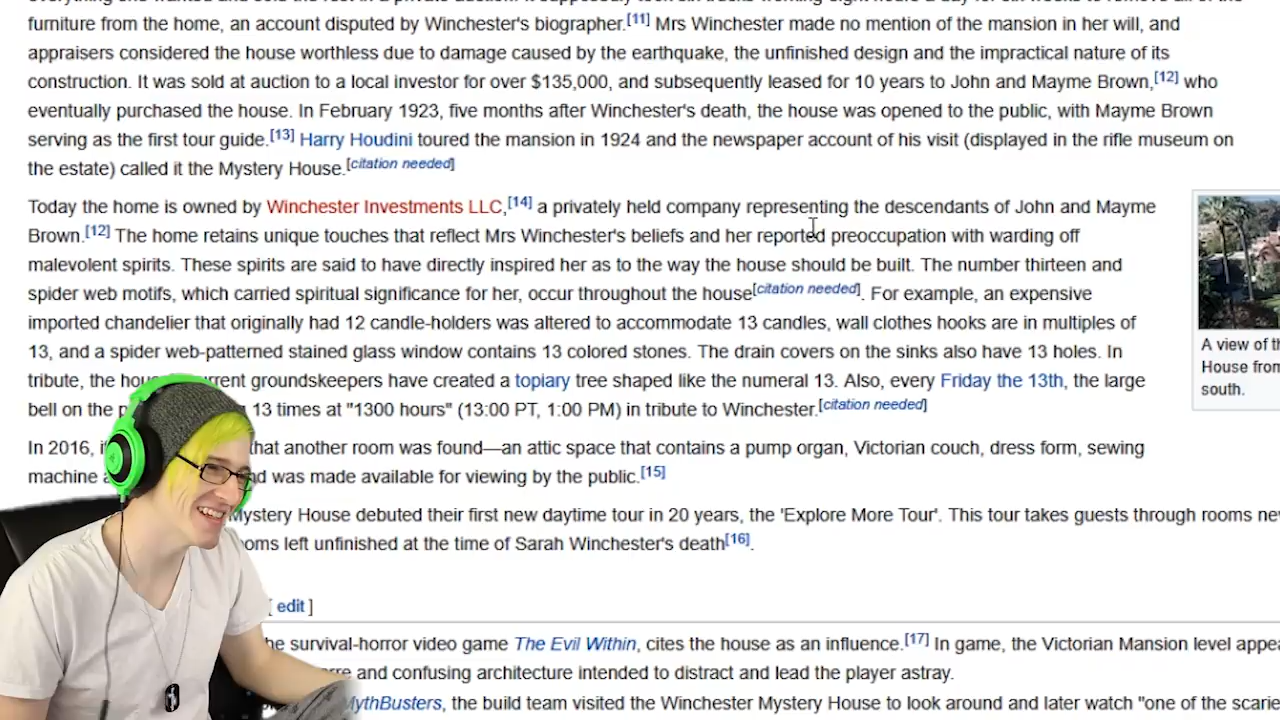 furniture from the home, an account disputed by Winchester's biographer.[11] Mrs Winchester made no mention of the mansion in her will, and
appraisers considered the house worthless due to damage caused by the earthquake, the unfinished design and the impractical nature of its
construction. It was sold at auction to a local investor for over $135,000, and subsequently leased for 10 years to John and Mayme Brown,[12] who
eventually purchased the house. In February 1923, five months after Winchester's death, the house was opened to the public, with Mayme Brown
serving as the first tour guide.[13] Harry Houdini toured the mansion in 1924 and the newspaper account of his visit (displayed in the rifle museum on
the estate) called it the Mystery House.[citation needed]
Today the home is owned by Winchester Investments LLC,[14] a privately held company representing the descendants of John and Mayme
Brown.[12] The home retains unique touches that reflect Mrs Winchester's beliefs and her reported preoccupation with warding off
malevolent spirits. These spirits are said to have directly inspired her as to the way the house should be built. The number thirteen and
spider web motifs, which carried spiritual significance for her, occur throughout the house[citation needed]. For example, an expensive
imported chandelier that originally had 12 candle-holders was altered to accommodate 13 candles, wall clothes hooks are in multiples of
13, and a spider web-patterned stained glass window contains 13 colored stones. The drain covers on the sinks also have 13 holes. In
tribute, the groundskeepers have created a topiary tree shaped like the numeral 13. Also, every Friday the 13th, the large
bell on the 13 times at "1300 hours" (13:00 PT, 1:00 PM) in tribute to Winchester.[citation needed]
In 2016, that another room was found—an attic space that contains a pump organ, Victorian couch, dress form, sewing
machine and was made available for viewing by the public.[15]
Mystery House debuted their first new daytime tour in 20 years, the 'Explore More Tour'. This tour takes guests through rooms
left unfinished at the time of Sarah Winchester's death[16].
[ edit ]
survival-horror video game The Evil Within, cites the house as an influence.[17] In game, the Victorian Mansion level
and confusing architecture intended to distract and lead the player astray.
MythBusters, the build team visited the Winchester Mystery House to look around and later watch "one of the
A view of
House from
south.